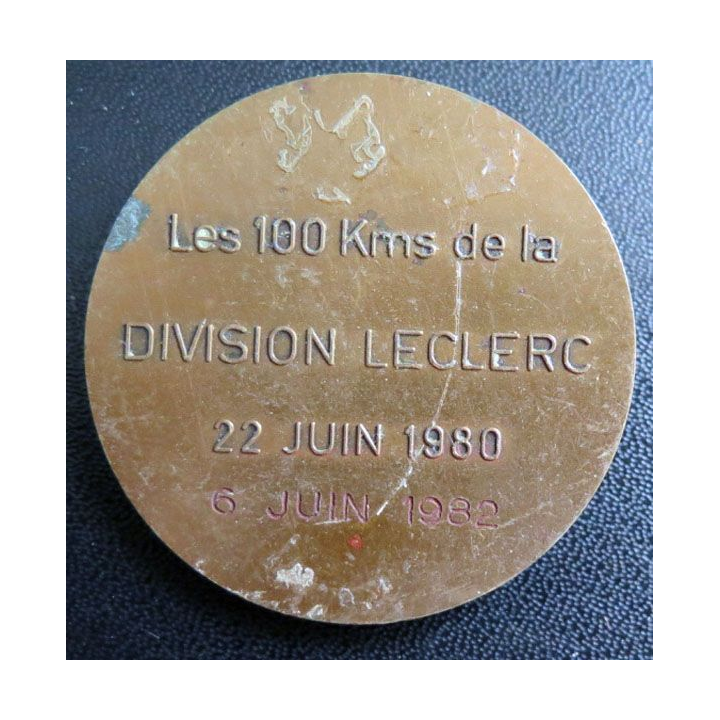 Les 100 Kms de la
DIVISION LECLERC
22 JUIN 1980
6 JUIN 1982